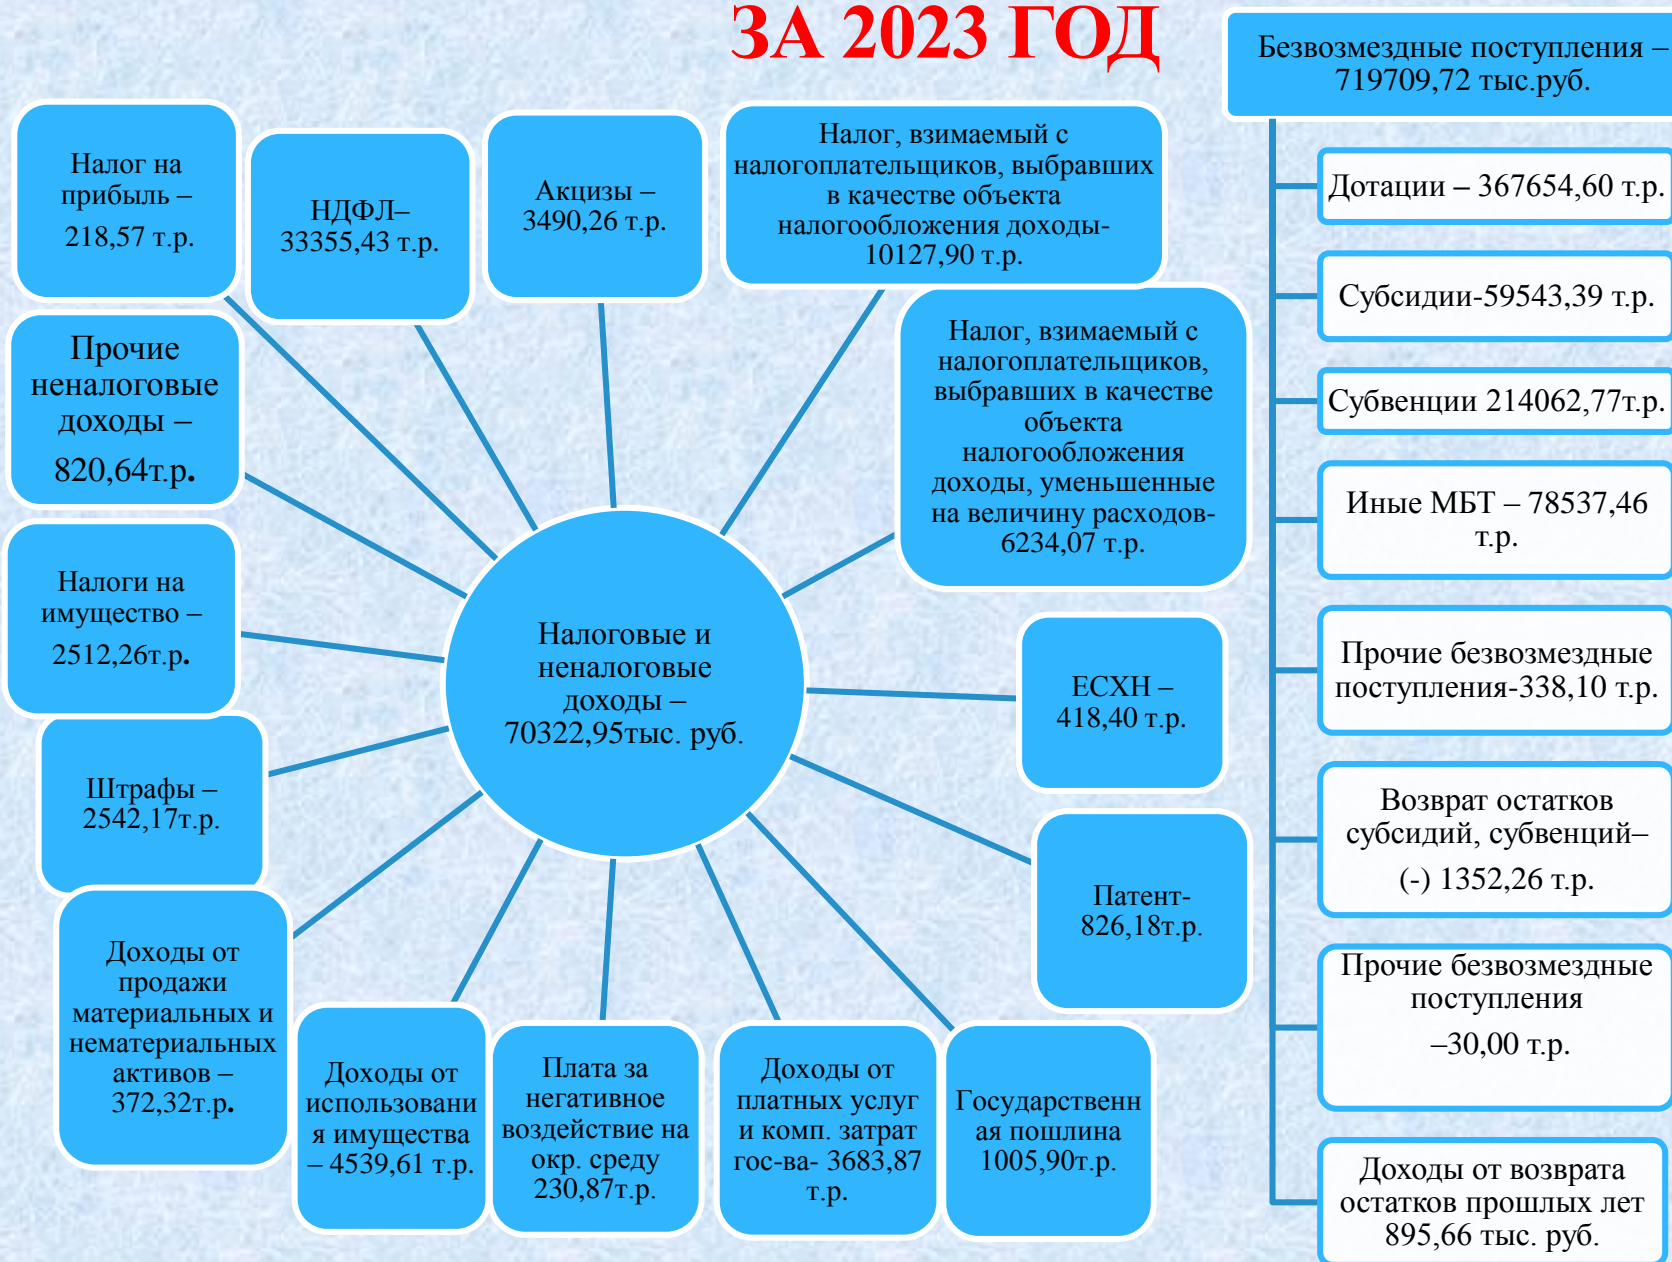 ЗА 2023 ГОД
Налог на
прибыль –
218,57 т.р.
НДФЛ–
33355,43 т.р.
Акцизы –
3490,26 т.р.
Налог, взимаемый с
налогоплательщиков, выбравших
в качестве объекта
налогообложения доходы-
10127,90 т.р.
Налог, взимаемый с
налогоплательщиков,
выбравших в качестве
объекта
налогообложения
доходы, уменьшенные
на величину расходов-
6234,07 т.р.
ЕСХН –
418,40 т.р.
Патент-
826,18т.р.
Государственн
ая пошлина
1005,90т.р.
Доходы от
платных услуг
и комп. затрат
гос-ва- 3683,87
т.р.
Плата за
негативное
воздействие на
окр. среду
230,87т.р.
Доходы от
использовани
я имущества
– 4539,61 т.р.
Доходы от
продажи
материальных и
нематериальных
активов –
372,32т.р.
Штрафы –
2542,17т.р.
Налоги на
имущество –
2512,26т.р.
Прочие
неналоговые
доходы –
820,64т.р.
Налоговые и
неналоговые
доходы –
70322,95тыс. руб.
Безвозмездные поступления –
719709,72 тыс.руб.
Дотации – 367654,60 т.р.
Субсидии-59543,39 т.р.
Субвенции 214062,77т.р.
Иные МБТ – 78537,46
т.р.
Прочие безвозмездные
поступления-338,10 т.р.
Возврат остатков
субсидий, субвенций–
(-) 1352,26 т.р.
Прочие безвозмездные
поступления
–30,00 т.р.
Доходы от возврата
остатков прошлых лет
895,66 тыс. руб.